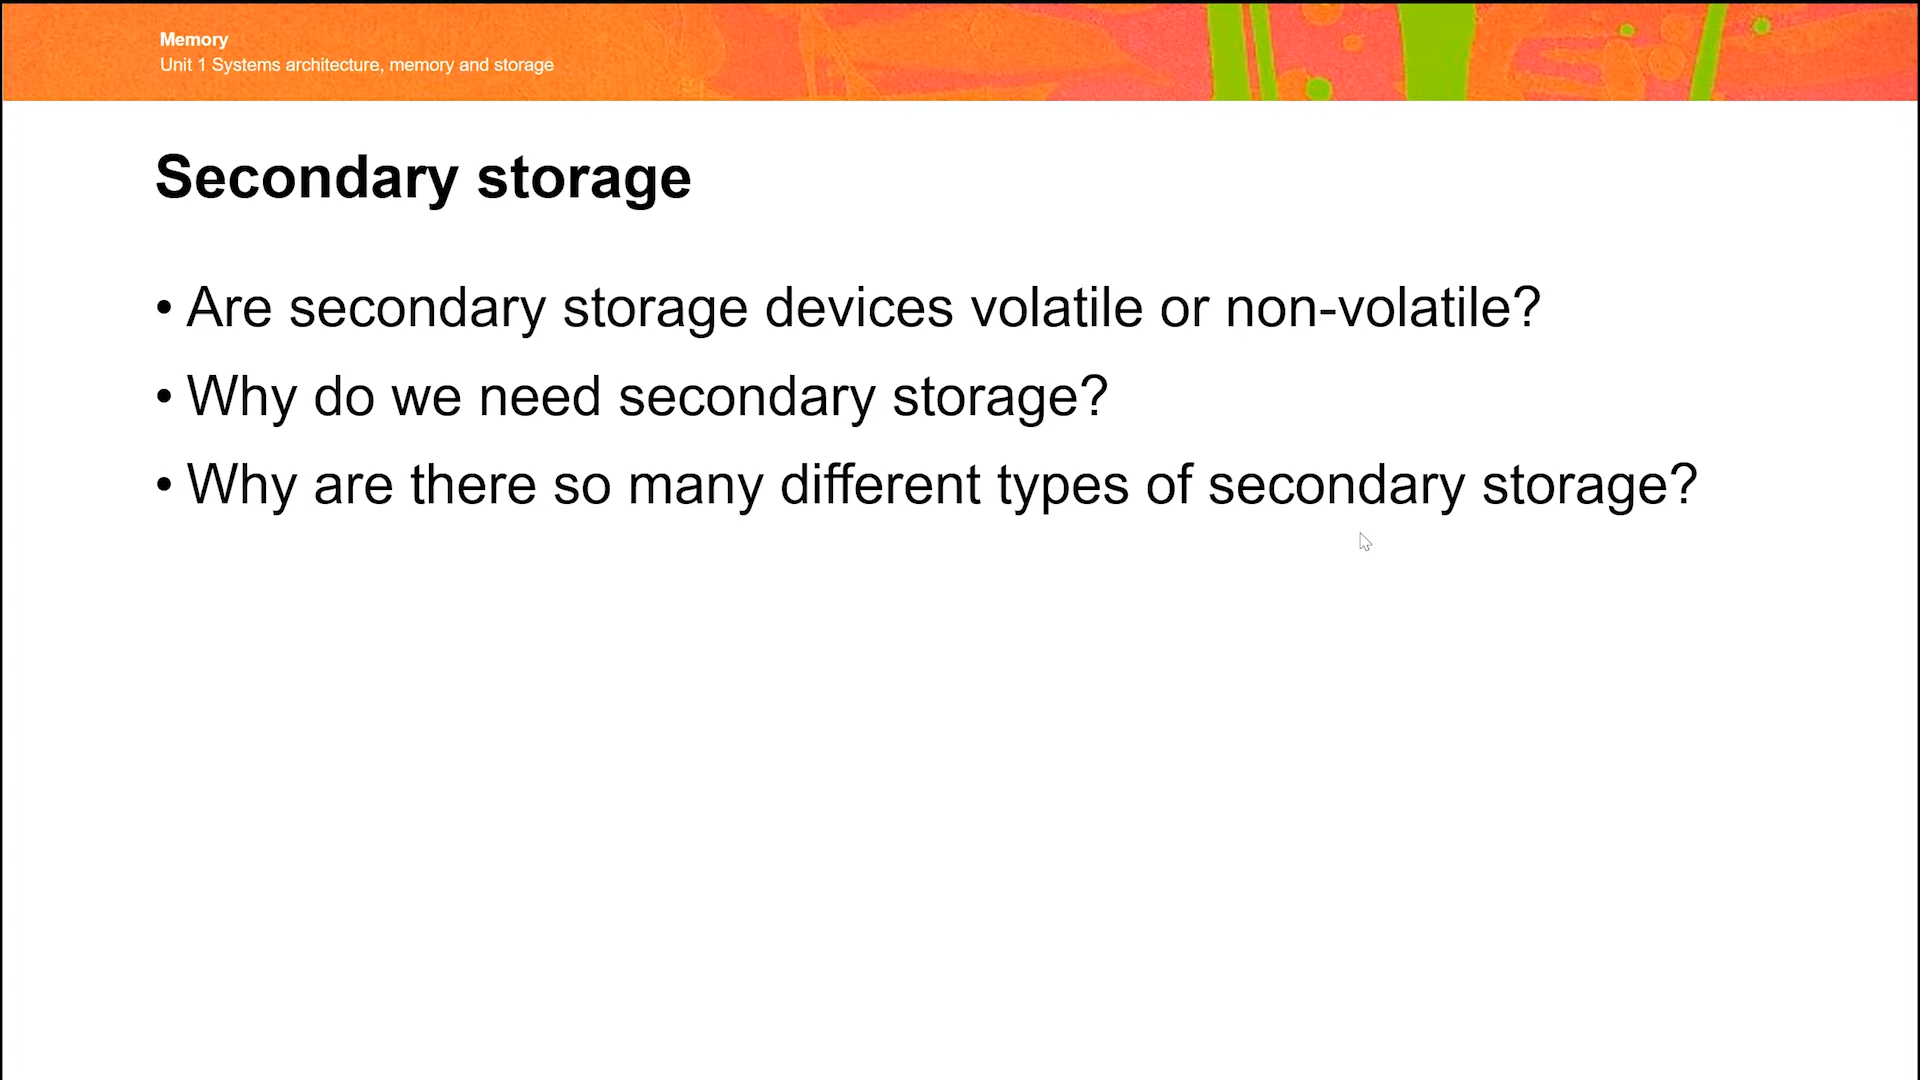 Memory
Unit 1 Systems architecture, memory and storage
Secondary storage
• Are secondary storage devices volatile or non-volatile?
• Why do we need secondary storage?
• Why are there so many different types of secondary storage?